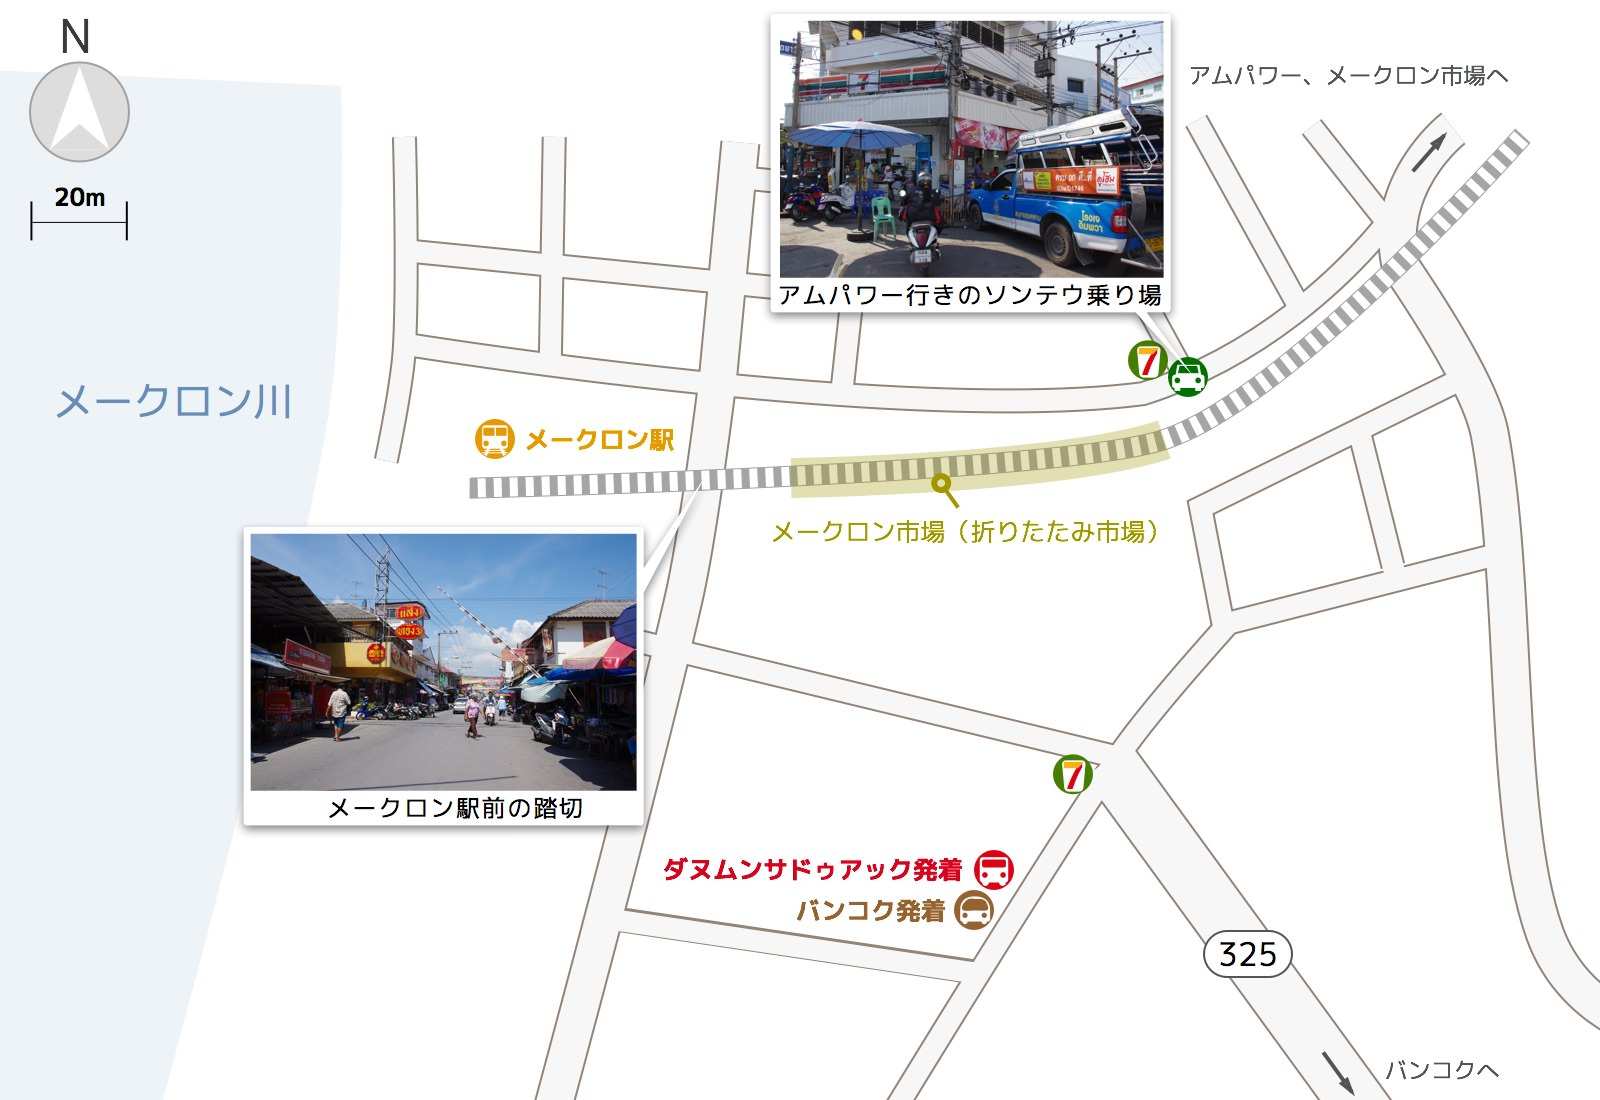 N
20m
アムパワー、メークロン市場へ
アムパワー行きのソンテウ乗り場
7
メークロン川
メークロン駅
メークロン市場（折りたたみ市場）
メークロン駅前の踏切
7
ダヌムンサドゥアック発着
バンコク発着
325
バンコクへ